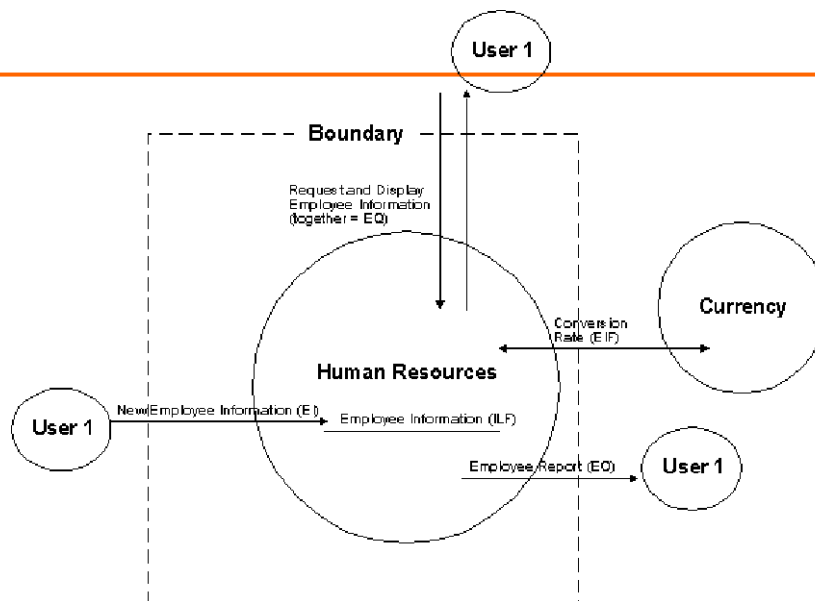 User 1
Boundary
Request and Display
Employee Information
(together = EQ)
Currency
Conversion
Rate (EIF)
Human Resources
New Employee Information (EI)
User 1
Employee Information (ILF)
Employee Report (EO)
User 1